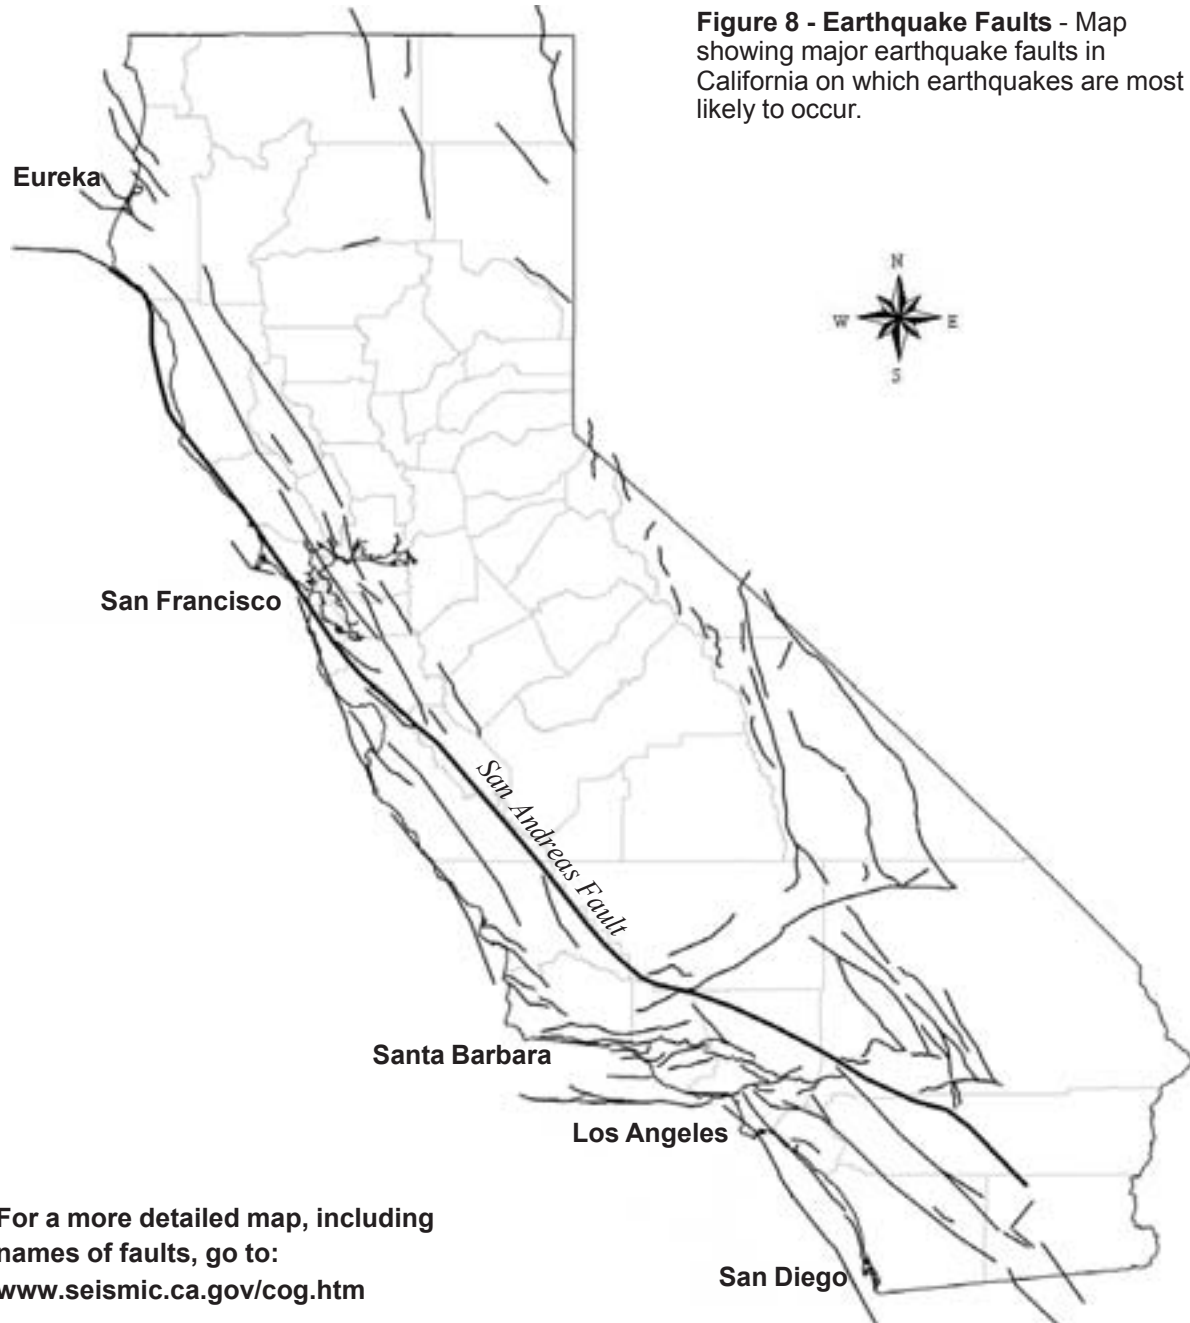 Figure 8 - Earthquake Faults - Map
showing major earthquake faults in
California on which earthquakes are most
likely to occur.
Eureka
N
W
E
S
San Francisco
San Andreas Fault
Santa Barbara
Los Angeles
For a more detailed map, including
names of faults, go to:
www.seismic.ca.gov/cog.htm
San Diego